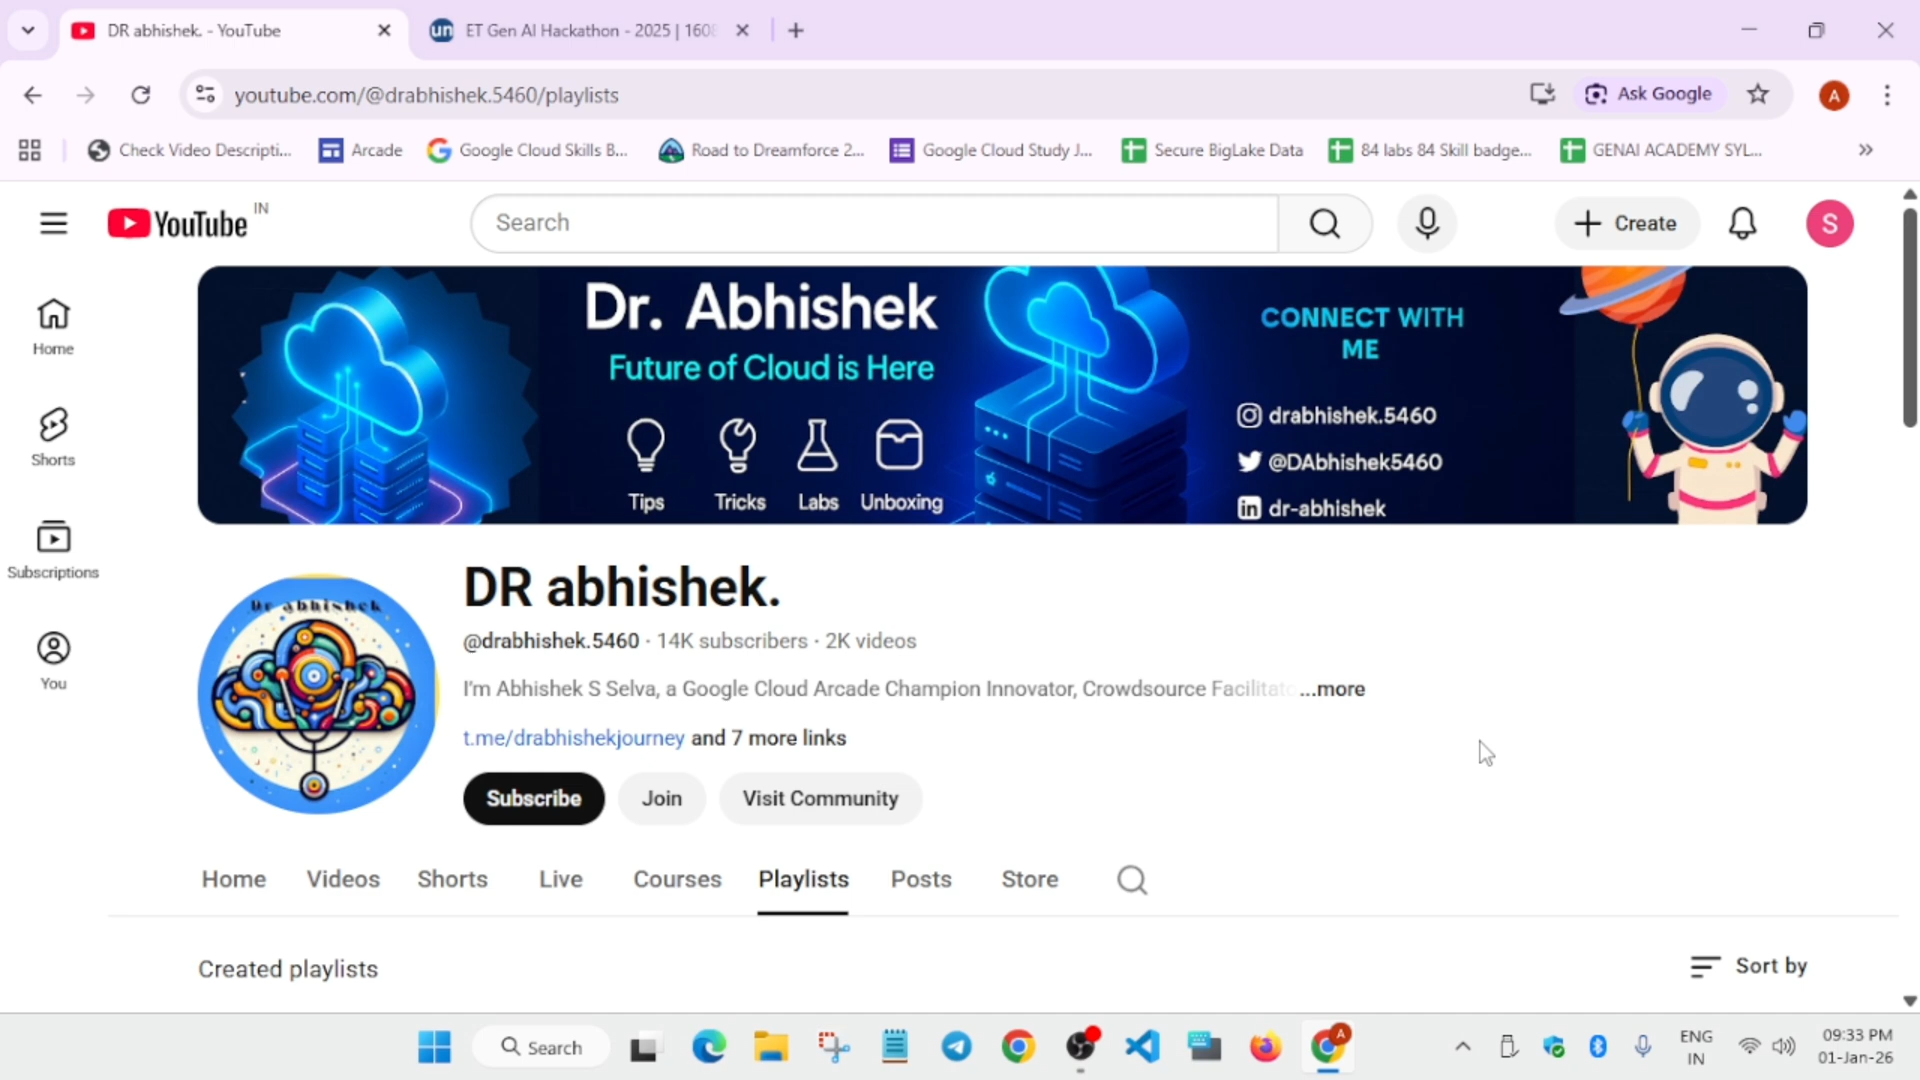 DR abhishek. - YouTube
ET Gen AI Hackathon - 2025 | 1608
youtube.com/@drabhishek.5460/playlists
Ask Google
A
Check Video Descripti...
Arcade
Google Cloud Skills B...
Road to Dreamforce 2...
Google Cloud Study J...
Secure BigLake Data
84 labs 84 Skill badge...
GENAI ACADEMY SYL...
YouTube IN
Search
Create
S
Home
Shorts
Subscriptions
You
Dr. Abhishek
Future of Cloud is Here
Tips
Tricks
Labs
Unboxing
CONNECT WITH
ME
drabhishek.5460
@DAbhishek5460
dr-abhishek
Dr abhishek
DR abhishek.
@drabhishek.5460 · 14K subscribers · 2K videos
I'm Abhishek S Selva, a Google Cloud Arcade Champion Innovator, Crowdsource Facilitato ...more
t.me/drabhishekjourney and 7 more links
Subscribe
Join
Visit Community
Home
Videos
Shorts
Live
Courses
Playlists
Posts
Store
Created playlists
Sort by
Search
A
ENG
IN
09:33 PM
01-Jan-26